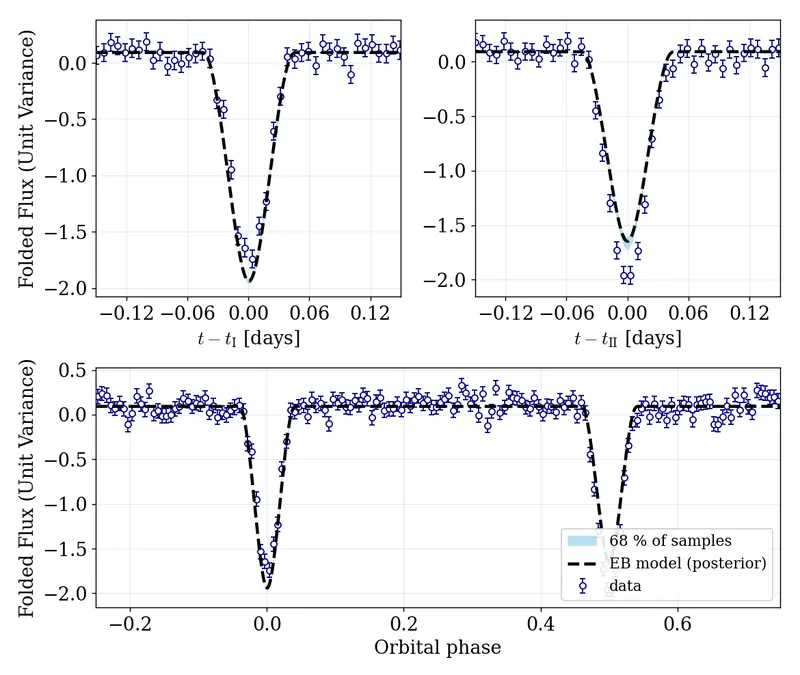 Folded Flux (Unit Variance)
0.0
−0.5
−1.0
−1.5
−2.0
−0.12 −0.06 0.00 0.06 0.12
t − tI [days]
0.0
−0.5
−1.0
−1.5
−2.0
−0.12 −0.06 0.00 0.06 0.12
t − tII [days]
Folded Flux (Unit Variance)
0.5
0.0
−0.5
−1.0
−1.5
−2.0
68 % of samples
EB model (posterior)
data
−0.2 0.0 0.2 0.4 0.6
Orbital phase